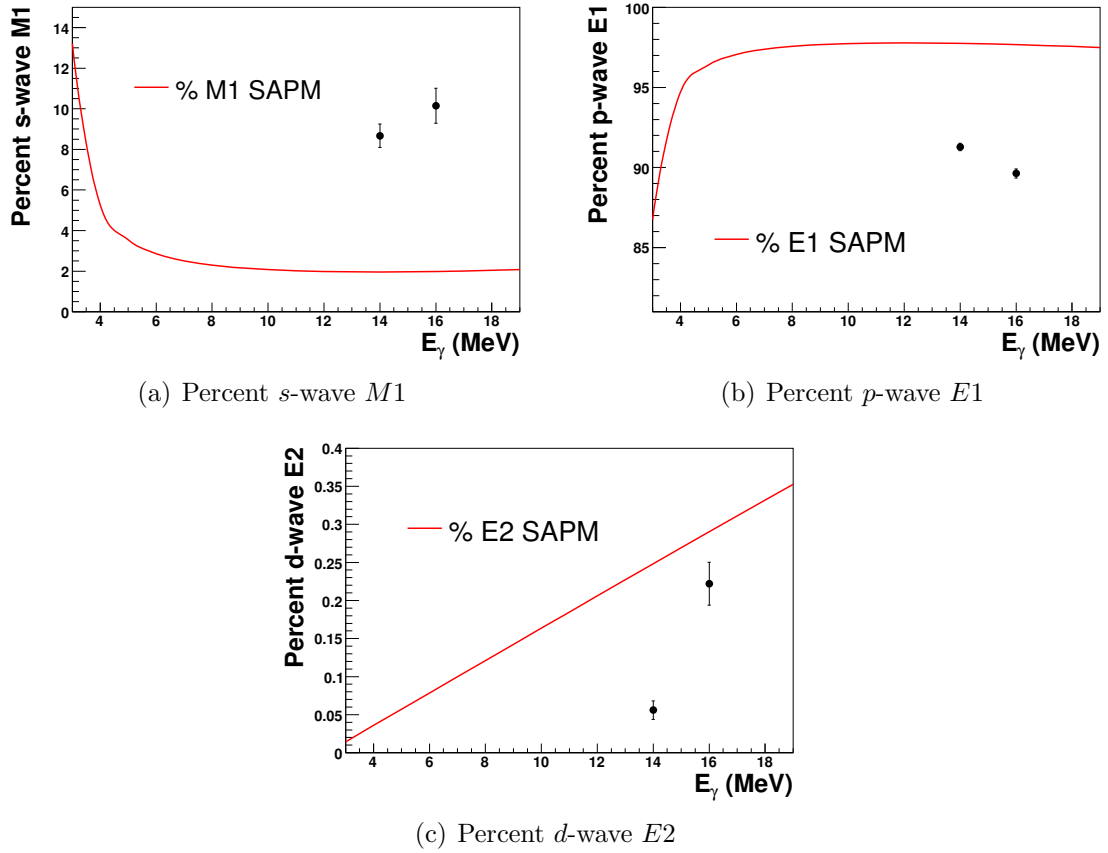 Percent s-wave M1
14
12
10
8
6
4
2
0
% M1 SAPM
4 6 8 10 12 14 16 18
E_γ (MeV)
(a) Percent s-wave M1
Percent p-wave E1
100
95
90
85
% E1 SAPM
4 6 8 10 12 14 16 18
E_γ (MeV)
(b) Percent p-wave E1
Percent d-wave E2
0.4
0.35
0.3
0.25
0.2
0.15
0.1
0.05
0
% E2 SAPM
4 6 8 10 12 14 16 18
E_γ (MeV)
(c) Percent d-wave E2